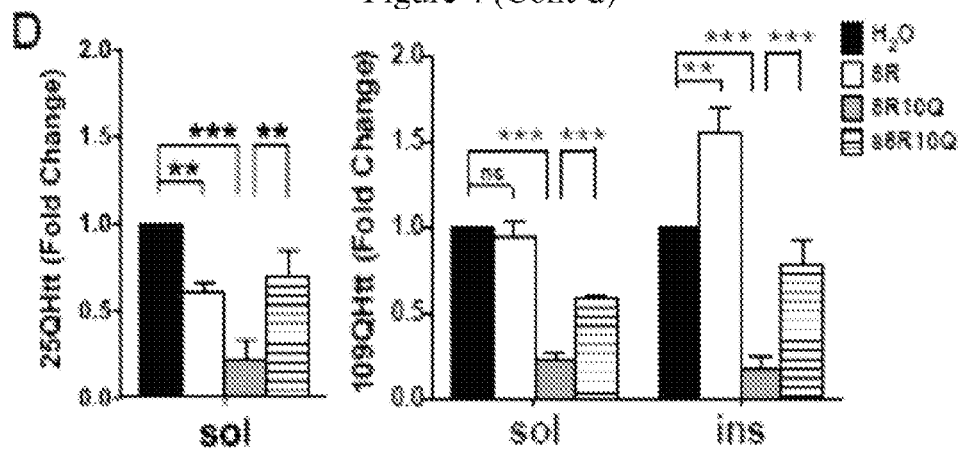 Figure 4 (Cont'd)
D
25QHtt (Fold Change)
2.0
1.5
1.0
0.5
0.0
***
**
**
sol
109QHtt (Fold Change)
2.0
1.5
1.0
0.5
0.0
***
***
ns
sol
***
***
**
ins
H2O
8R
8R10Q
s8R10Q